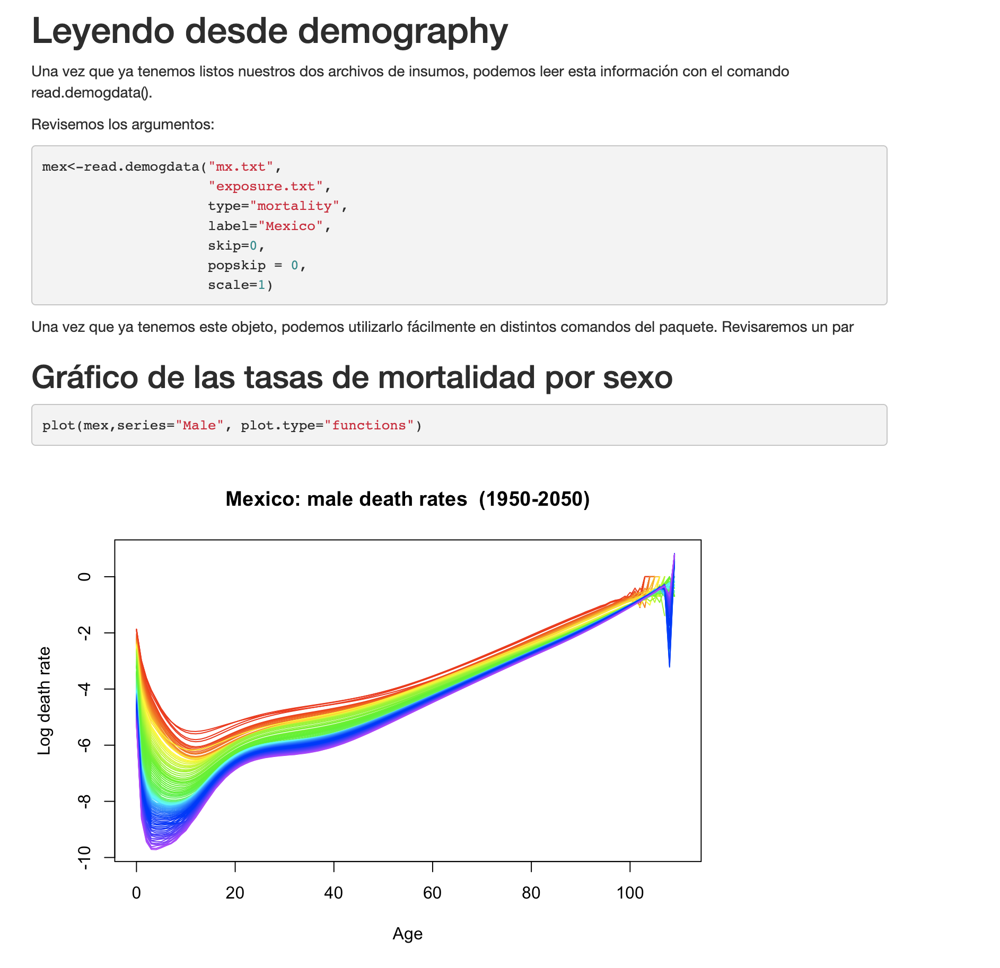 Leyendo desde demography
Una vez que ya tenemos listos nuestros dos archivos de insumos, podemos leer esta información con el comando
read.demogdata().
Revisemos los argumentos:
mex<-read.demogdata("mx.txt",
"exposure.txt",
type="mortality",
label="Mexico",
skip=0,
popskip = 0,
scale=1)
Una vez que ya tenemos este objeto, podemos utilizarlo fácilmente en distintos comandos del paquete. Revisaremos un par
Gráfico de las tasas de mortalidad por sexo
plot(mex,series="Male", plot.type="functions")
Mexico: male death rates  (1950-2050)
Log death rate
0
-2
-4
-6
-8
-10
0 20 40 60 80 100
Age